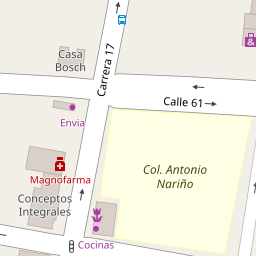 Casa
Bosch
Carrera 17
Calle 61
Envia
Col. Antonio
Nariño
Magnofarma
Conceptos
Integrales
Cocinas